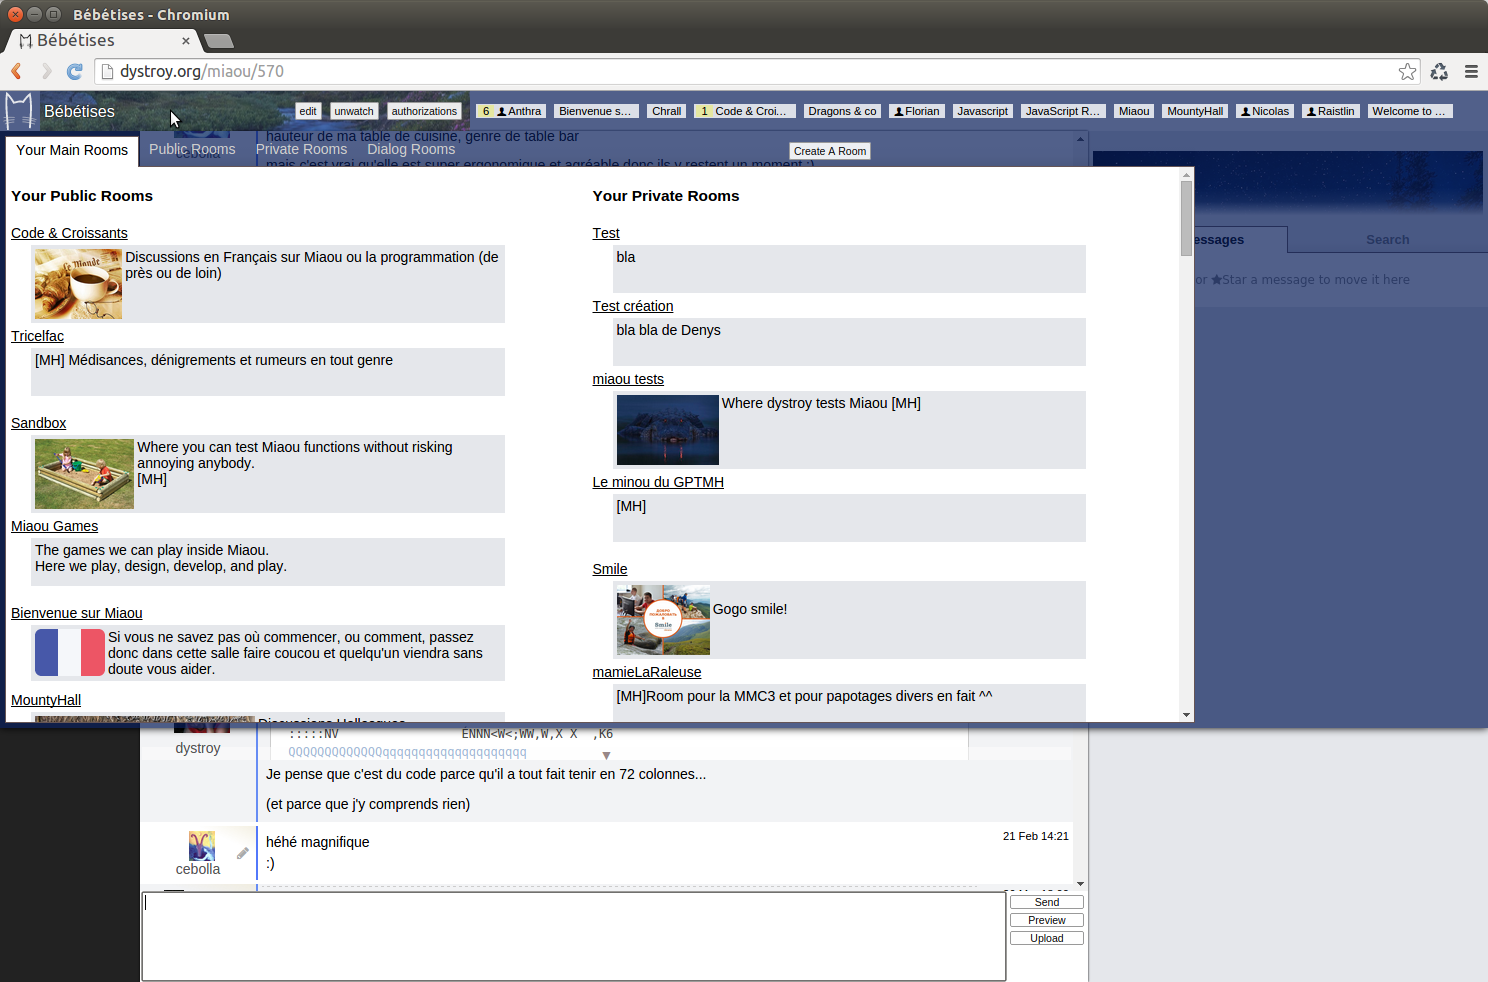 Bébétises - Chromium
Bébétises
dystroy.org/miaou/570
Bébétises
edit
unwatch
authorizations
6 Anthra
Bienvenue s...
Chrall
1 Code & Croi...
Dragons & co
Florian
Javascript
JavaScript R...
Miaou
MountyHall
Nicolas
Raistlin
Welcome to ...
hauteur de ma table de cuisine, genre de table bar
cebolla
mais c'est vrai qu'elle est super ergonomique et agréable donc ils y restent un moment :)
Your Main Rooms
Public Rooms
Private Rooms
Dialog Rooms
Create A Room
Your Public Rooms
Code & Croissants
Le Monde
Discussions en Français sur Miaou ou la programmation (de
près ou de loin)
Tricelfac
[MH] Médisances, dénigrements et rumeurs en tout genre
Sandbox
Where you can test Miaou functions without risking
annoying anybody.
[MH]
Miaou Games
The games we can play inside Miaou.
Here we play, design, develop, and play.
Bienvenue sur Miaou
Si vous ne savez pas où commencer, ou comment, passez
donc dans cette salle faire coucou et quelqu'un viendra sans
doute vous aider.
MountyHall
Your Private Rooms
Test
bla
Test création
bla bla de Denys
miaou tests
Where dystroy tests Miaou [MH]
Le minou du GPTMH
[MH]
Smile
ДОБРО
ПОЖАЛОВАТЬ
В
Smile
Gogo smile!
mamieLaRaleuse
[MH]Room pour la MMC3 et pour papotages divers en fait ^^
essages
Search
or Star a message to move it here
dystroy
:::::NV ENNN<W<;WW,W,X X ,K6
QQQQQQQQQQQQQqqqqqqqqqqqqqqqqqqqq
Je pense que c'est du code parce qu'il a tout fait tenir en 72 colonnes...
(et parce que j'y comprends rien)
cebolla
héhé magnifique
:)
21 Feb 14:21
Send
Preview
Upload